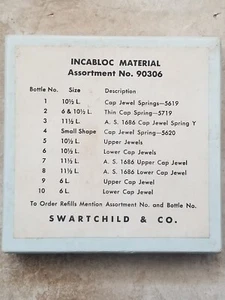 INCABLOC MATERIAL
Assortment No. 90306
Bottle No. Size Description
1 10½ L. Cap Jewel Springs—5619
2 6 & 10½ L. Thin Cap Spring—5719
3 11½ L. A. S. 1686 Cap Jewel Spring Y
4 Small Shape Cap Jewel Spring—5620
5 10½ L. Upper Jewels
6 10½ L. Lower Cap Jewels
7 11½ L. A. S. 1686 Upper Cap Jewel
8 11½ L. A. S. 1686 Lower Cap Jewel
9 6 L. Upper Cap Jewel
10 6 L. Lower Cap Jewel
To Order Refills Mention Assortment No. and Bottle No.
SWARTCHILD & CO.